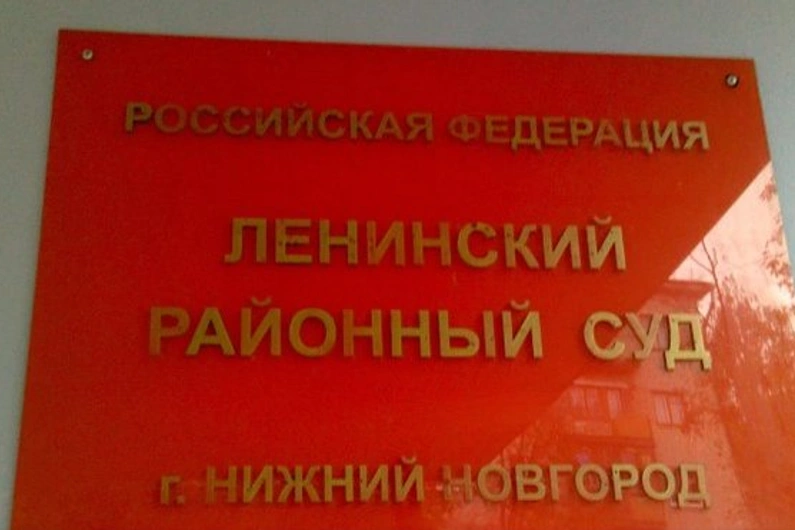 РОССИЙСКАЯ ФЕДЕРАЦИЯ
ЛЕНИНСКИЙ
РАЙОННЫЙ СУД
г. НИЖНИЙ НОВГОРОД